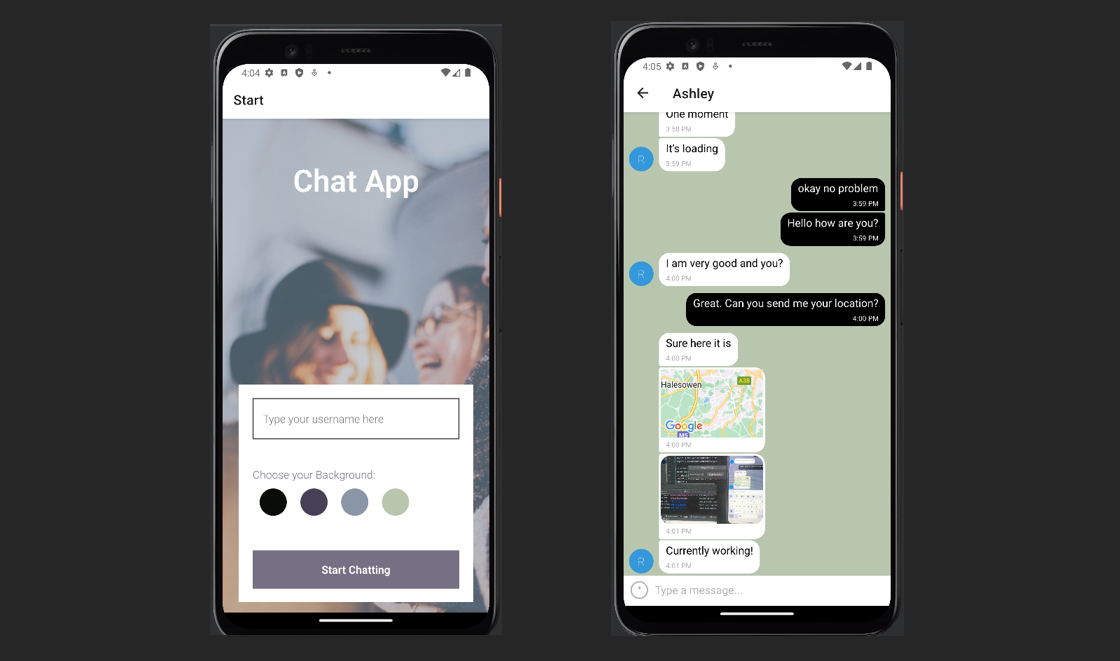 4:04
Start
Chat App
Type your username here
Choose your Background:
Start Chatting
4:05
Ashley
One moment
3:58 PM
R
It's loading
3:59 PM
okay no problem
3:59 PM
Hello how are you?
3:59 PM
R
I am very good and you?
4:00 PM
Great. Can you send me your location?
4:00 PM
Sure here it is
4:00 PM
Halesowen
A38
Google
M5
4:00 PM
4:01 PM
R
Currently working!
4:01 PM
Type a message...